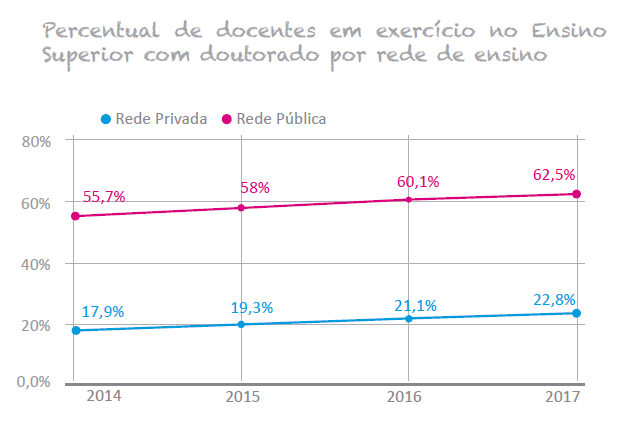 Percentual de docentes em exercício no Ensino
Superior com doutorado por rede de ensino
Rede Privada Rede Pública
80%
55,7% 58% 60,1% 62,5%
60%
40%
17,9% 19,3% 21,1% 22,8%
20%
0,0%
2014 2015 2016 2017